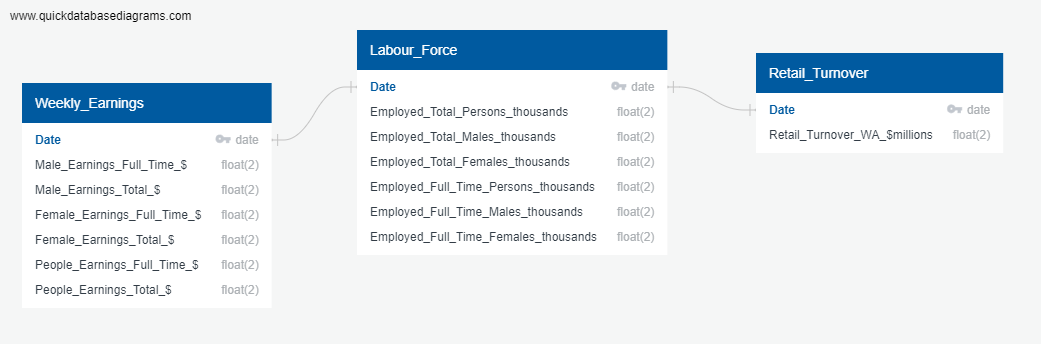 www.quickdatabasediagrams.com
Weekly_Earnings
Date date
Male_Earnings_Full_Time_$ float(2)
Male_Earnings_Total_$ float(2)
Female_Earnings_Full_Time_$ float(2)
Female_Earnings_Total_$ float(2)
People_Earnings_Full_Time_$ float(2)
People_Earnings_Total_$ float(2)
Labour_Force
Date date
Employed_Total_Persons_thousands float(2)
Employed_Total_Males_thousands float(2)
Employed_Total_Females_thousands float(2)
Employed_Full_Time_Persons_thousands float(2)
Employed_Full_Time_Males_thousands float(2)
Employed_Full_Time_Females_thousands float(2)
Retail_Turnover
Date date
Retail_Turnover_WA_$millions float(2)